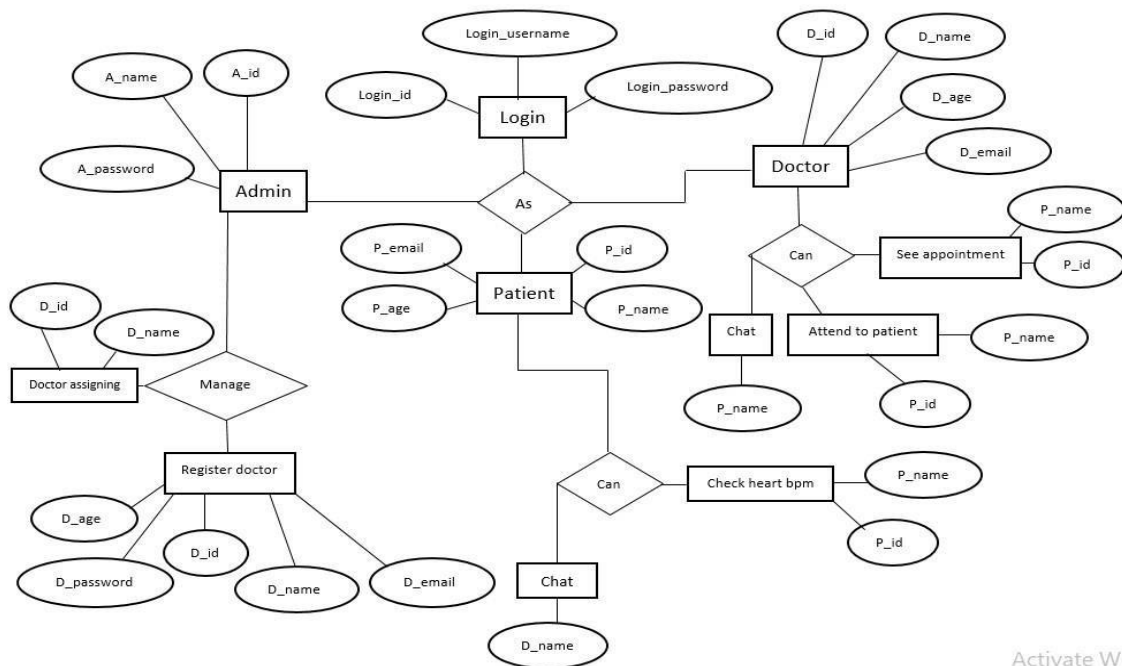 Login_username
D_id
D_name
A_name
A_id
Login_id
Login_password
Login
D_age
A_password
Admin
As
Doctor
D_email
P_email
P_id
P_age
Patient
P_name
Can
See appointment
P_name
P_id
D_id
D_name
Doctor assigning
Manage
Chat
Attend to patient
P_name
P_name
P_id
Register doctor
Can
Check heart bpm
P_name
P_id
D_age
D_id
D_password
D_name
D_email
Chat
D_name
Activate W